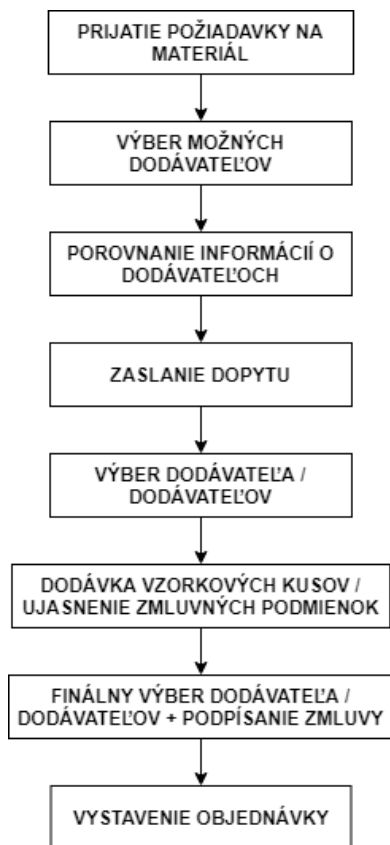 PRIJATIE POŽIADAVKY NA
MATERIÁL
VÝBER MOŽNÝCH
DODÁVATEĽOV
POROVNANIE INFORMÁCIÍ O
DODÁVATEĽOCH
ZASLANIE DOPYTU
VÝBER DODÁVATEĽA /
DODÁVATEĽOV
DODÁVKA VZORKOVÝCH KUSOV /
UJASNENIE ZMLUVNÝCH PODMIENOK
FINÁLNY VÝBER DODÁVATEĽA /
DODÁVATEĽOV + PODPÍSANIE ZMLUVY
VYSTAVENIE OBJEDNÁVKY